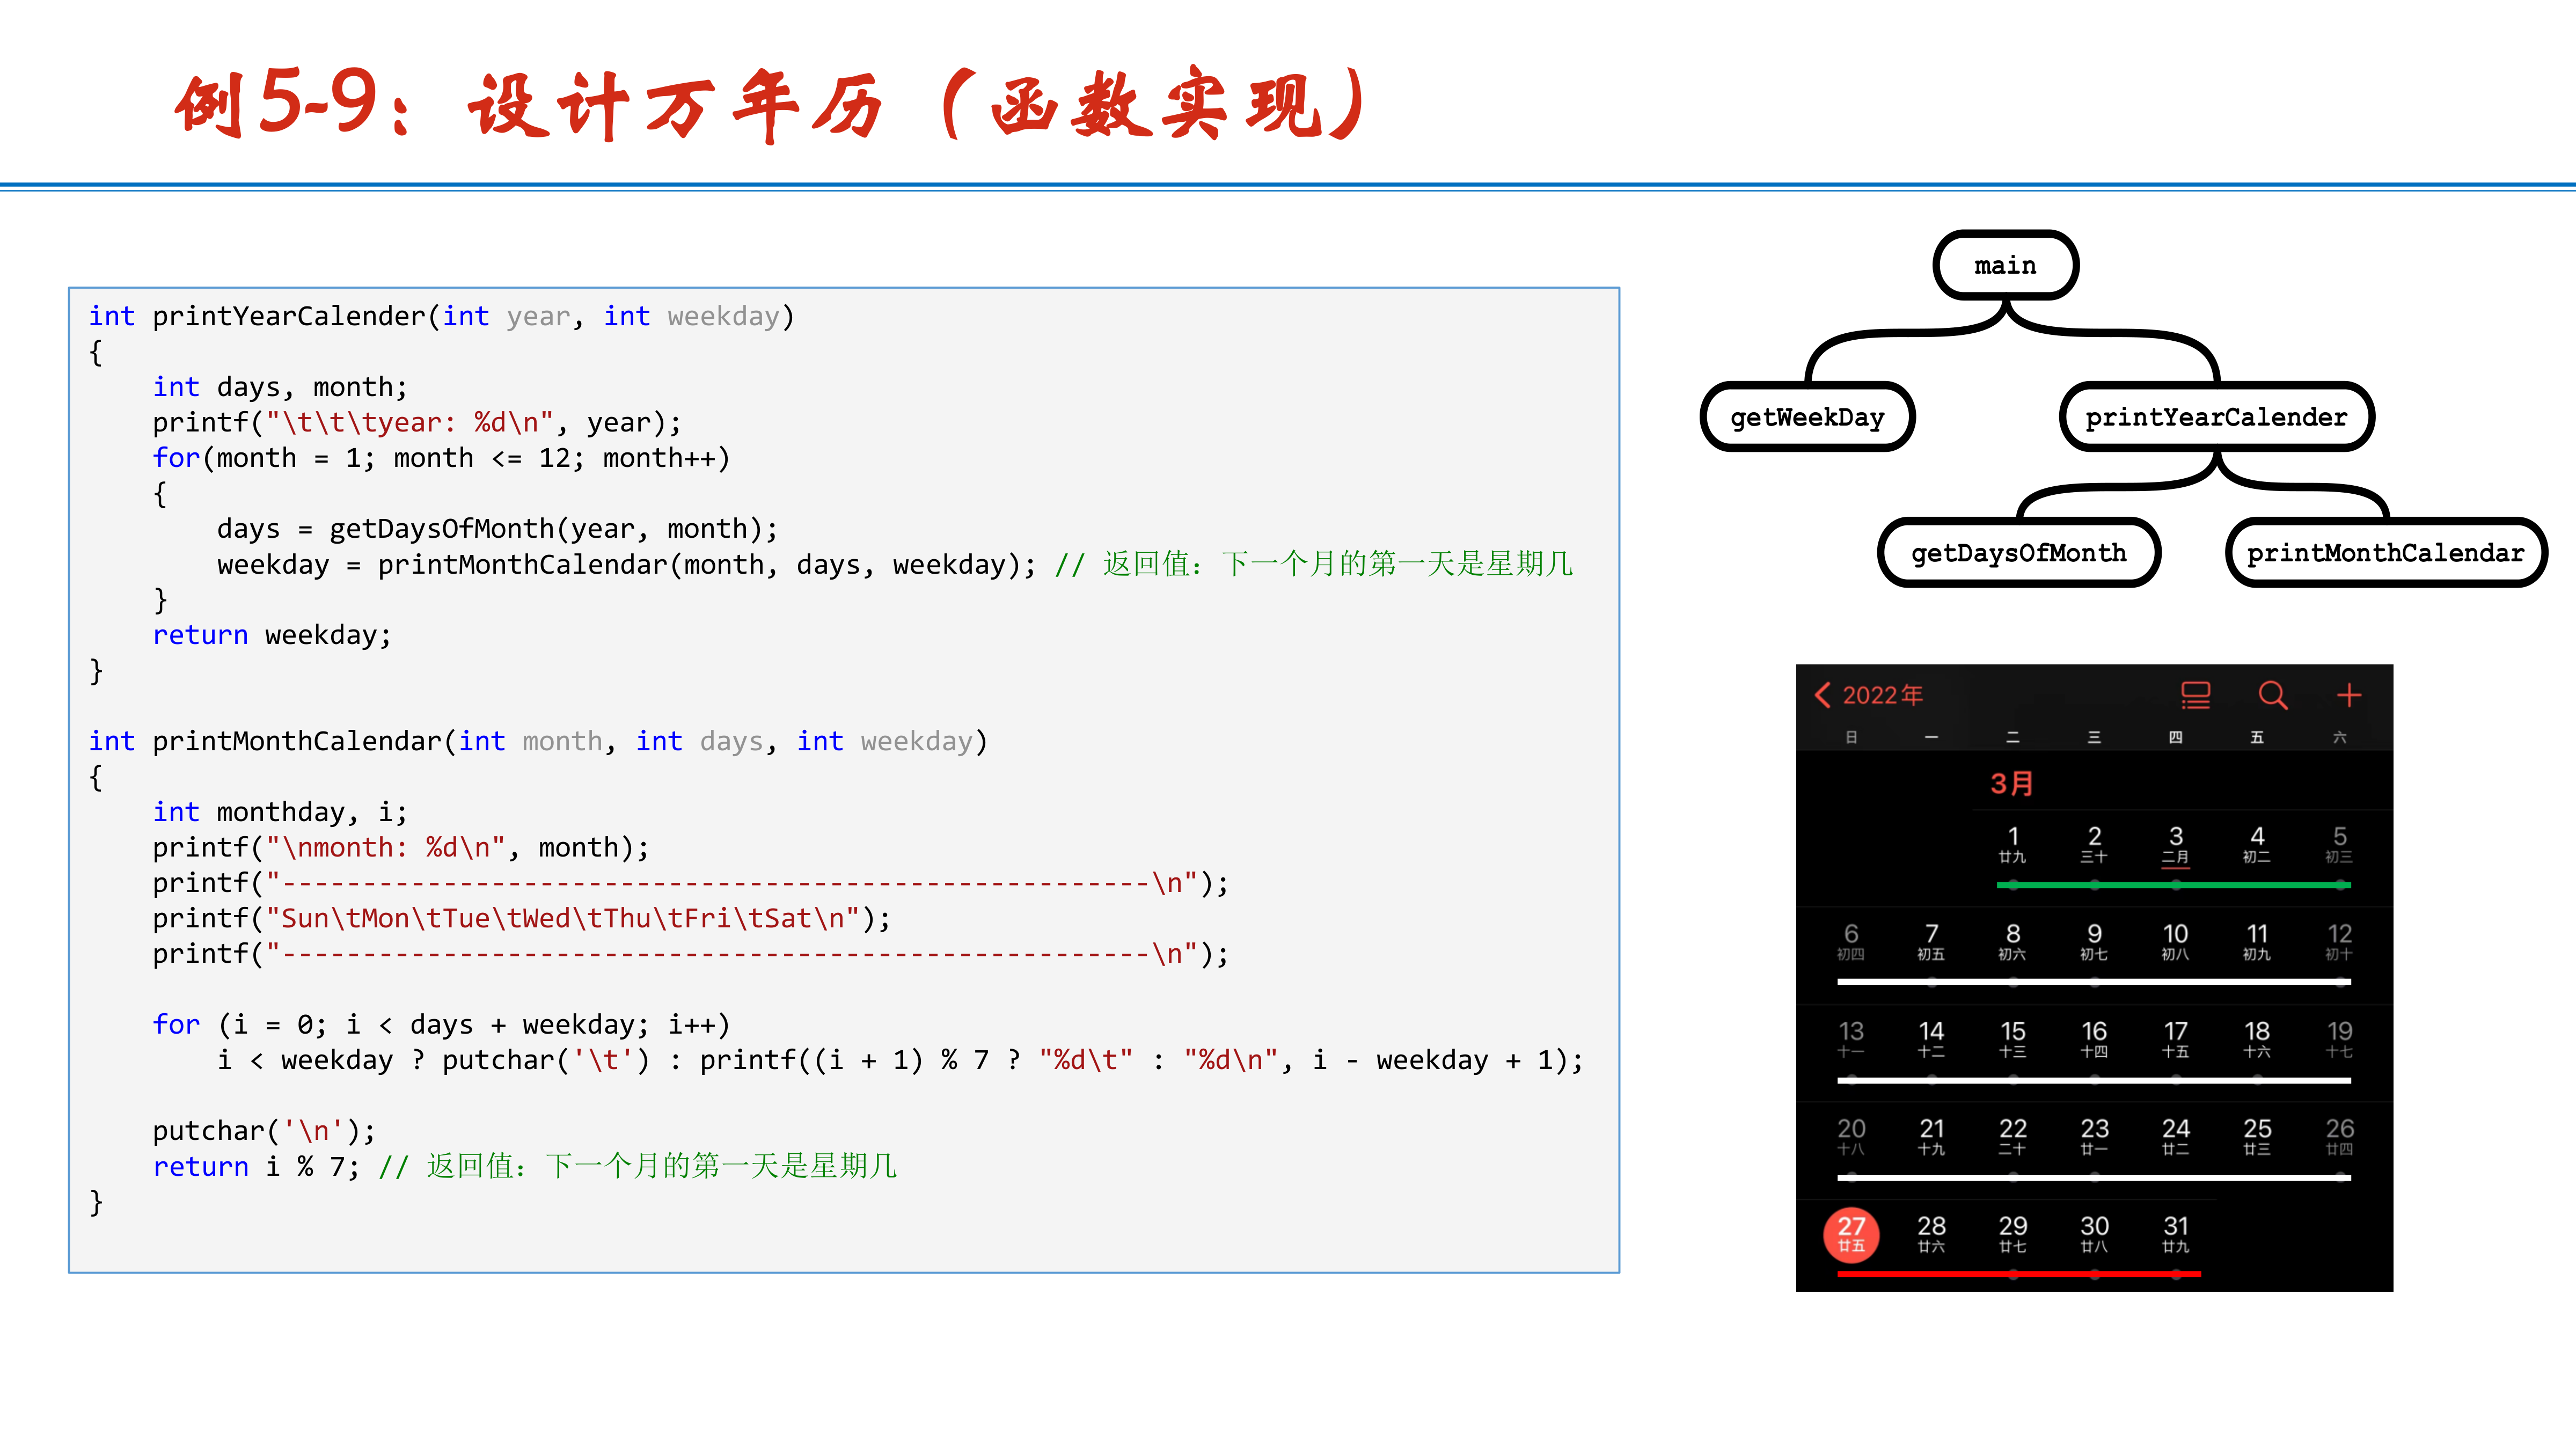 例5-9：设计万年历（函数实现）
int printYearCalender(int year, int weekday)
{
    int days, month;
    printf("\t\t\tyear: %d\n", year);
    for(month = 1; month <= 12; month++)
    {
        days = getDaysOfMonth(year, month);
        weekday = printMonthCalendar(month, days, weekday); // 返回值：下一个月的第一天是星期几
    }
    return weekday;
}
int printMonthCalendar(int month, int days, int weekday)
{
    int monthday, i;
    printf("\nmonth: %d\n", month);
    printf("------------------------------------------------------\n");
    printf("Sun\tMon\tTue\tWed\tThu\tFri\tSat\n");
    printf("------------------------------------------------------\n");
    for (i = 0; i < days + weekday; i++)
        i < weekday ? putchar('\t') : printf((i + 1) % 7 ? "%d\t" : "%d\n", i - weekday + 1);
    putchar('\n');
    return i % 7; // 返回值：下一个月的第一天是星期几
}
main
getWeekDay printYearCalender
getDaysOfMonth printMonthCalendar
2022年
日 一 二 三 四 五 六
3月
1 2 3 4 5
廿九 三十 二月 初二 初三
6 7 8 9 10 11 12
初四 初五 初六 初七 初八 初九 初十
13 14 15 16 17 18 19
十一 十二 十三 十四 十五 十六 十七
20 21 22 23 24 25 26
十八 十九 二十 廿一 廿二 廿三 廿四
27 28 29 30 31
廿五 廿六 廿七 廿八 廿九